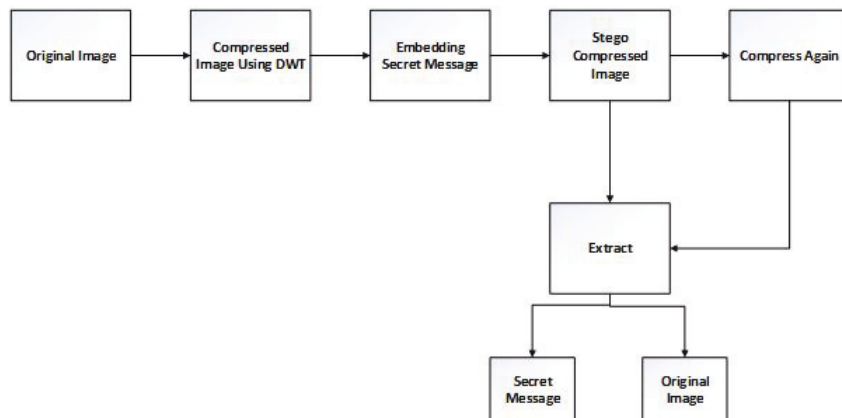 Original Image
Compressed
Image Using DWT
Embedding
Secret Message
Stego
Compressed
Image
Compress Again
Extract
Secret
Message
Original
Image